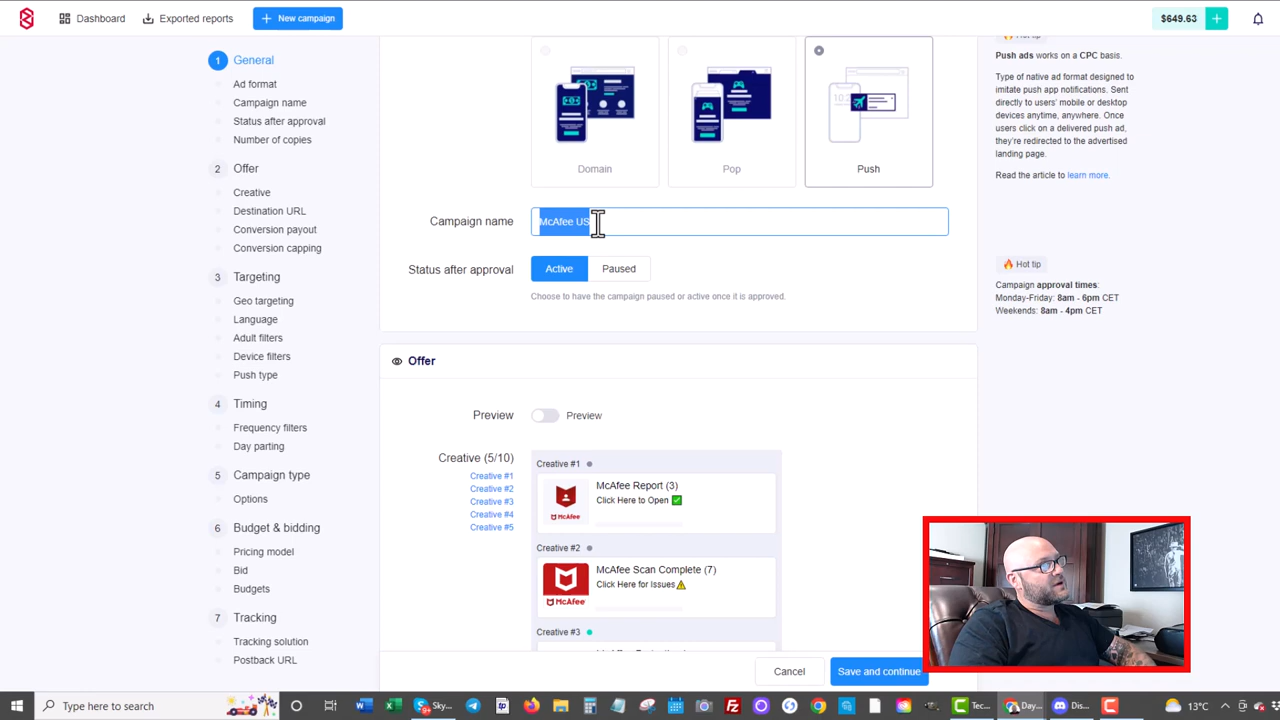 Dashboard
Exported reports
+ New campaign
$649.63 +
1 General
Ad format
Campaign name
Status after approval
Number of copies
2 Offer
Creative
Destination URL
Conversion payout
Conversion capping
3 Targeting
Geo targeting
Language
Adult filters
Device filters
Push type
4 Timing
Frequency filters
Day parting
5 Campaign type
Options
6 Budget & bidding
Pricing model
Bid
Budgets
7 Tracking
Tracking solution
Postback URL
Domain
Pop
Push
Campaign name
McAfee US
Status after approval
Active
Paused
Choose to have the campaign paused or active once it is approved.
Offer
Preview
Preview
Creative (5/10)
Creative #1
Creative #2
Creative #3
Creative #4
Creative #5
Creative #1
McAfee
McAfee Report (3)
Click Here to Open ✅
Creative #2
McAfee
McAfee Scan Complete (7)
Click Here for Issues⚠
Creative #3
Cancel
Save and continue
🔥 Hot tip
Push ads works on a CPC basis.
Type of native ad format designed to
imitate push app notifications. Sent
directly to users' mobile or desktop
devices anytime, anywhere. Once
users click on a delivered push ad,
they're redirected to the advertised
landing page.
Read the article to learn more.
🔥 Hot tip
Campaign approval times:
Monday-Friday: 8am - 6pm CET
Weekends: 8am - 4pm CET
Type here to search
Sky...
Tec...
Day...
Dis...
13°C